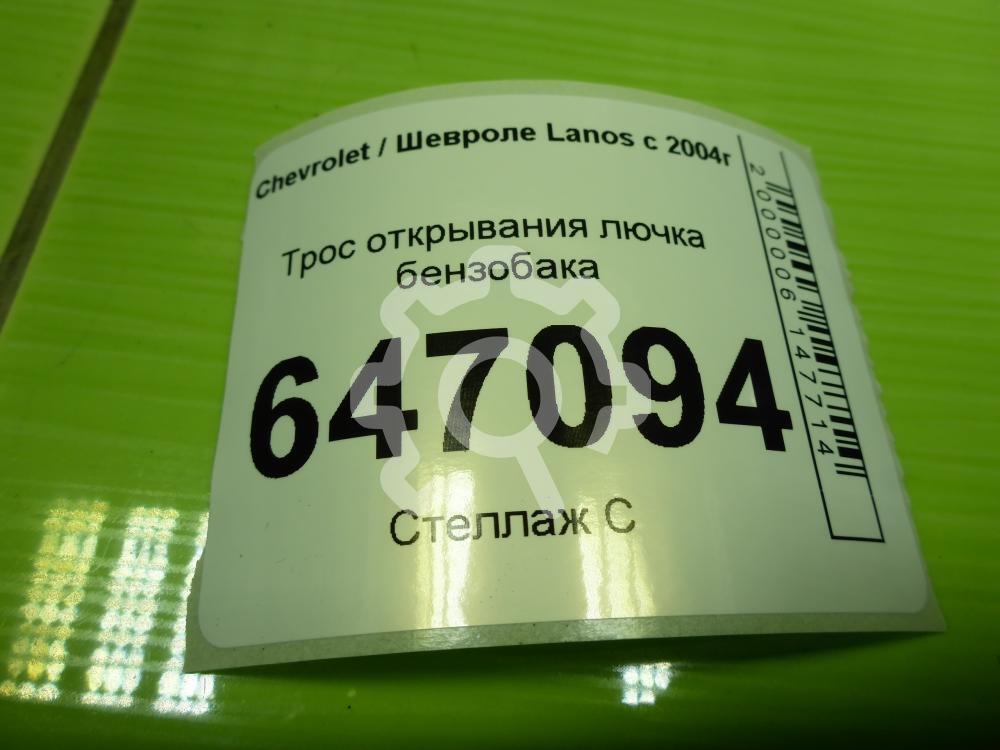 Chevrolet / Шевроле Lanos с 2004г
Трос открывания лючка
бензобака
647094
Стеллаж С
2000006147714